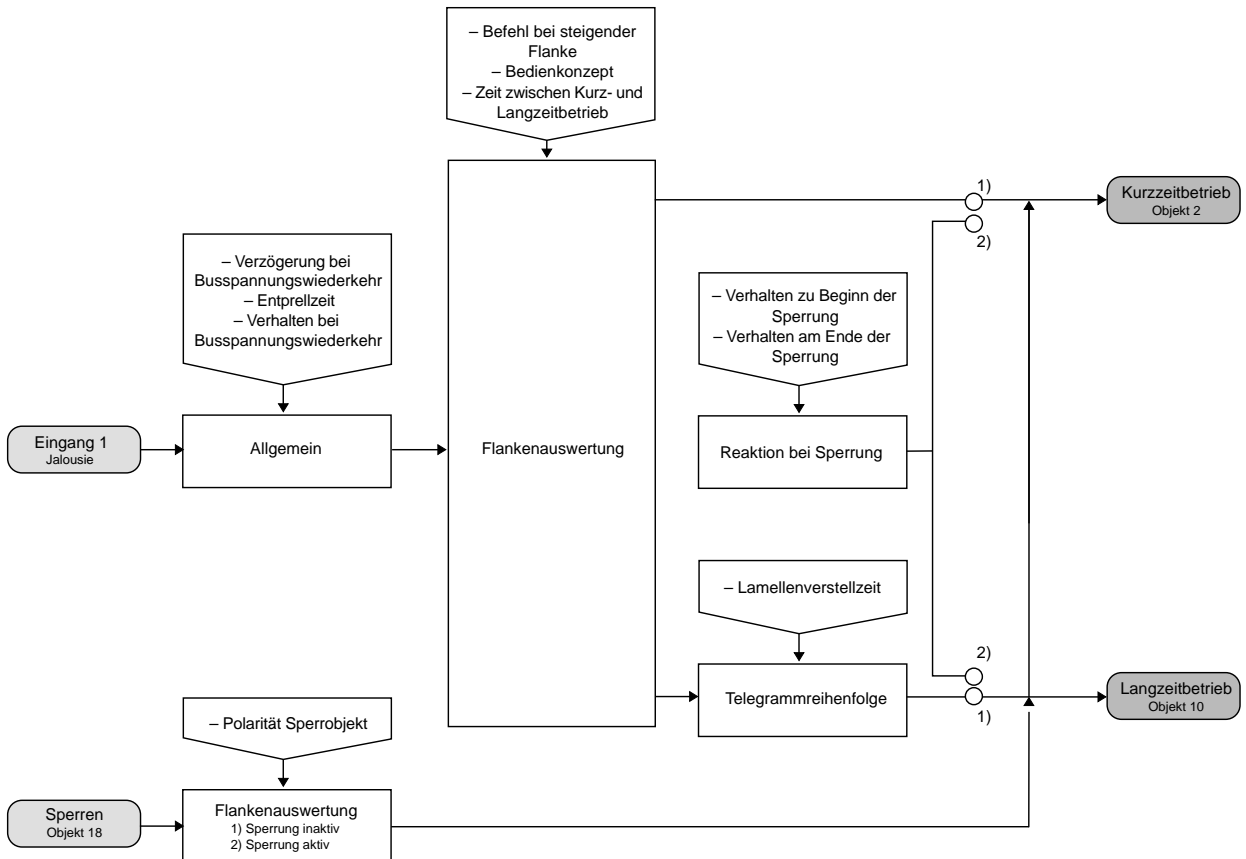 – Befehl bei steigender
Flanke
– Bedienkonzept
– Zeit zwischen Kurz- und
Langzeitbetrieb
1)
Kurzzeitbetrieb
Objekt 2
2)
– Verzögerung bei
Busspannungswiederkehr
– Entprellzeit
– Verhalten bei
Busspannungswiederkehr
– Verhalten zu Beginn der
Sperrung
– Verhalten am Ende der
Sperrung
Eingang 1
Jalousie
Allgemein
Flankenauswertung
Reaktion bei Sperrung
– Lamellenverstellzeit
2)
Telegrammreihenfolge
1)
Langzeitbetrieb
Objekt 10
– Polarität Sperrobjekt
Sperren
Objekt 18
Flankenauswertung
1) Sperrung inaktiv
2) Sperrung aktiv